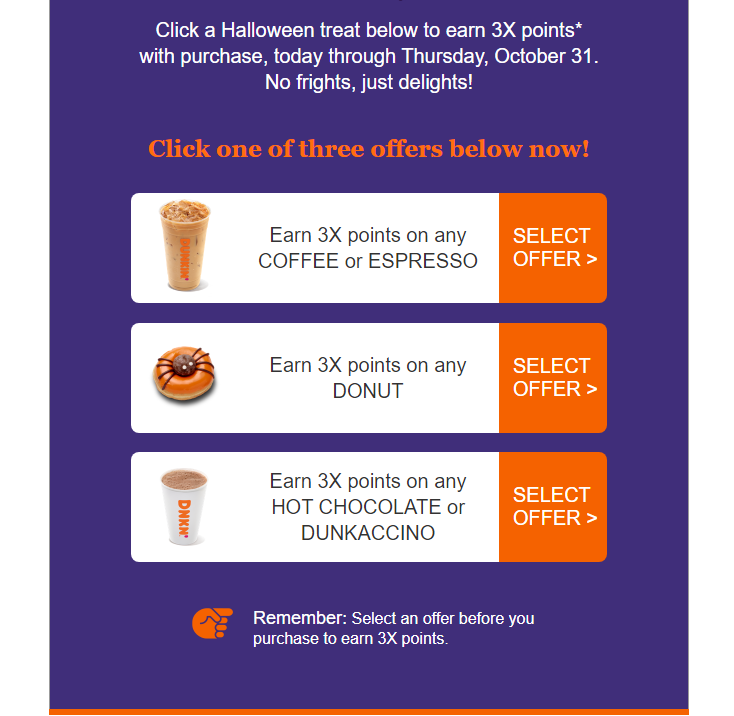 Click a Halloween treat below to earn 3X points*
with purchase, today through Thursday, October 31.
No frights, just delights!
Click one of three offers below now!
DUNKIN'
Earn 3X points on any
COFFEE or ESPRESSO
SELECT
OFFER >
Earn 3X points on any
DONUT
SELECT
OFFER >
DNKN'
Earn 3X points on any
HOT CHOCOLATE or
DUNKACCINO
SELECT
OFFER >
Remember: Select an offer before you
purchase to earn 3X points.